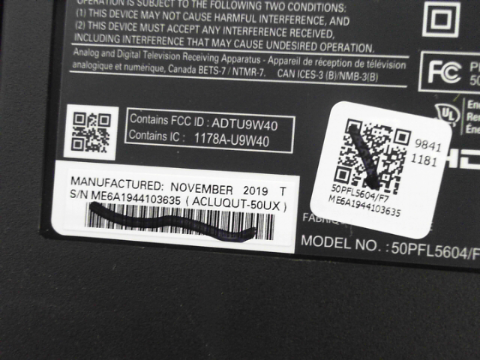 OPERATION IS SUBJECT TO THE FOLLOWING TWO CONDITIONS:
(1) THIS DEVICE MAY NOT CAUSE HARMFUL INTERFERENCE, AND
(2) THIS DEVICE MUST ACCEPT ANY INTERFERENCE RECEIVED,
INCLUDING INTERFERENCE THAT MAY CAUSE UNDESIRED OPERATION.
Analog and Digital Television Receiving Apparatus - Appareil de réception de télévision
analogique et numérique, Canada BETS-7 / NTMR-7. CAN ICES-3 (B)/NMB-3(B)
FC
50
UL
Contains FCC ID : ADTU9W40
Contains IC : 1178A-U9W40
MANUFACTURED: NOVEMBER 2019 T
S/N ME6A1944103635 ( ACLUQUT-50UX )
9841
1181
50PFL5604/F7
ME6A1944103635
MODEL NO. : 50PFL5604/F